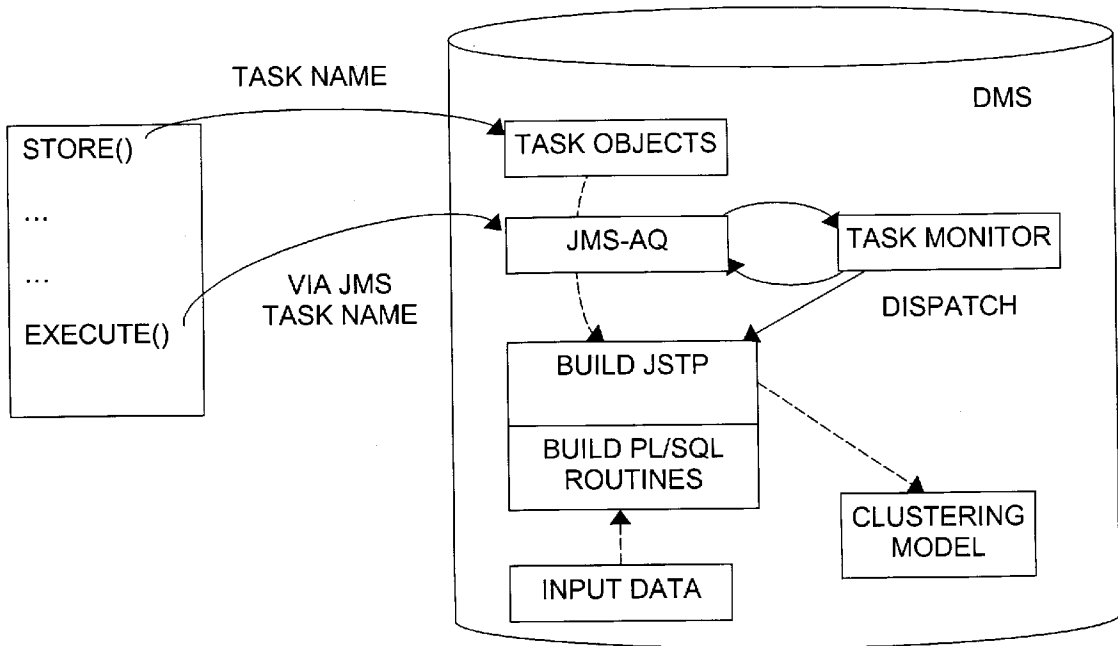 TASK NAME
DMS
STORE()
TASK OBJECTS
...
JMS-AQ
TASK MONITOR
...
VIA JMS
TASK NAME
DISPATCH
EXECUTE()
BUILD JSTP
BUILD PL/SQL
ROUTINES
CLUSTERING
MODEL
INPUT DATA